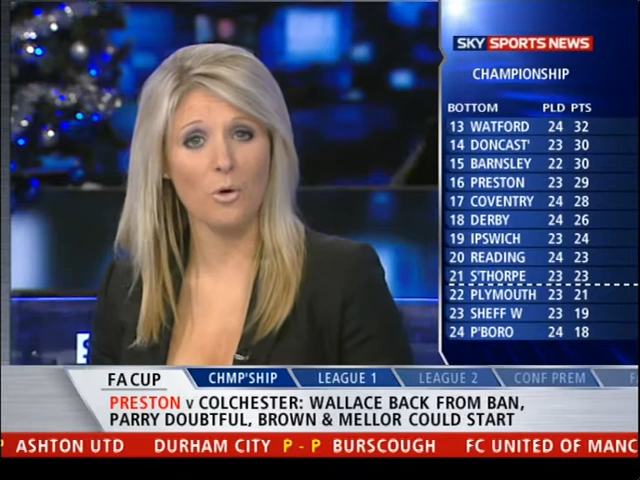 SKY SPORTS NEWS
CHAMPIONSHIP
BOTTOM PLD PTS
13 WATFORD 24 32
14 DONCAST' 23 30
15 BARNSLEY 22 30
16 PRESTON 23 29
17 COVENTRY 24 28
18 DERBY 24 26
19 IPSWICH 23 24
20 READING 24 23
21 S'THORPE 23 23
22 PLYMOUTH 23 21
23 SHEFF W 23 19
24 P'BORO 24 18
FA CUP CHMP'SHIP LEAGUE 1 LEAGUE 2 CONF PREM
PRESTON v COLCHESTER: WALLACE BACK FROM BAN,
PARRY DOUBTFUL, BROWN & MELLOR COULD START
P ASHTON UTD DURHAM CITY P - P BURSCOUGH FC UNITED OF MANC